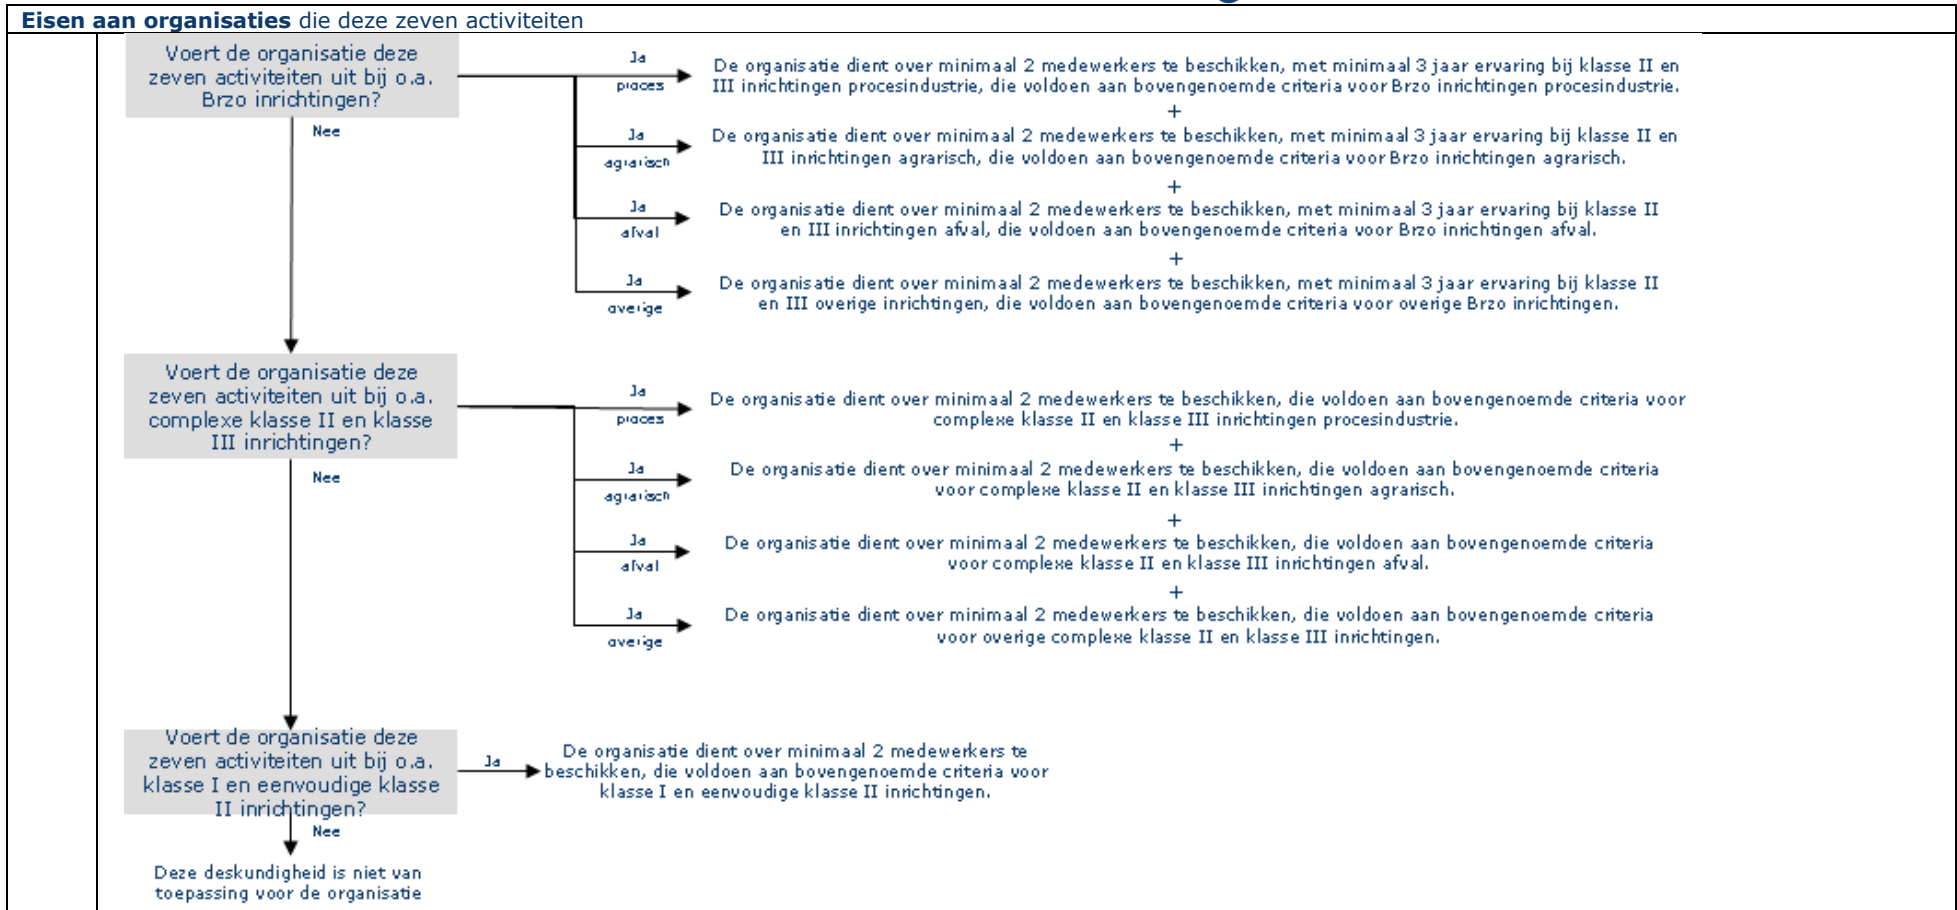 Eisen aan organisaties die deze zeven activiteiten
Voert de organisatie deze
zeven activiteiten uit bij o.a.
Brzo inrichtingen?
Nee
Ja
proces
De organisatie dient over minimaal 2 medewerkers te beschikken, met minimaal 3 jaar ervaring bij klasse II en
III inrichtingen procesindustrie, die voldoen aan bovengenoemde criteria voor Brzo inrichtingen procesindustrie.
+
Ja
agrarisch
De organisatie dient over minimaal 2 medewerkers te beschikken, met minimaal 3 jaar ervaring bij klasse II en
III inrichtingen agrarisch, die voldoen aan bovengenoemde criteria voor Brzo inrichtingen agrarisch.
+
Ja
afval
De organisatie dient over minimaal 2 medewerkers te beschikken, met minimaal 3 jaar ervaring bij klasse II
en III inrichtingen afval, die voldoen aan bovengenoemde criteria voor Brzo inrichtingen afval.
+
Ja
overige
De organisatie dient over minimaal 2 medewerkers te beschikken, met minimaal 3 jaar ervaring bij klasse II
en III overige inrichtingen, die voldoen aan bovengenoemde criteria voor overige Brzo inrichtingen.
Voert de organisatie deze
zeven activiteiten uit bij o.a.
complexe klasse II en klasse
III inrichtingen?
Nee
Ja
proces
De organisatie dient over minimaal 2 medewerkers te beschikken, die voldoen aan bovengenoemde criteria voor
complexe klasse II en klasse III inrichtingen procesindustrie.
+
Ja
agrarisch
De organisatie dient over minimaal 2 medewerkers te beschikken, die voldoen aan bovengenoemde criteria
voor complexe klasse II en klasse III inrichtingen agrarisch.
+
Ja
afval
De organisatie dient over minimaal 2 medewerkers te beschikken, die voldoen aan bovengenoemde criteria
voor complexe klasse II en klasse III inrichtingen afval.
+
Ja
overige
De organisatie dient over minimaal 2 medewerkers te beschikken, die voldoen aan bovengenoemde criteria
voor overige complexe klasse II en klasse III inrichtingen.
Voert de organisatie deze
zeven activiteiten uit bij o.a.
klasse I en eenvoudige klasse
II inrichtingen?
Ja
De organisatie dient over minimaal 2 medewerkers te
beschikken, die voldoen aan bovengenoemde criteria voor
klasse I en eenvoudige klasse II inrichtingen.
Nee
Deze deskundigheid is niet van
toepassing voor de organisatie